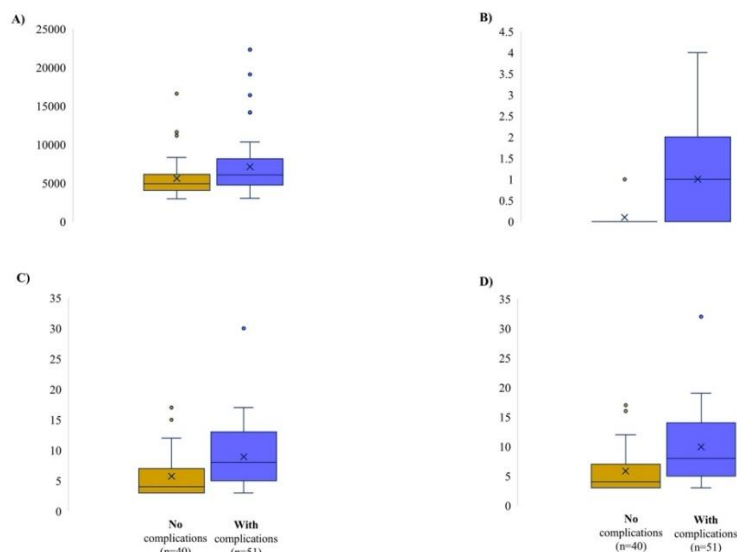 A)
25000
20000
15000
10000
5000
0
B)
4.5
4
3.5
3
2.5
2
1.5
1
0.5
0
C)
35
30
25
20
15
10
5
0
No
complications
(n=40)
With
complications
(n=51)
D)
35
30
25
20
15
10
5
0
No
complications
(n=40)
With
complications
(n=51)